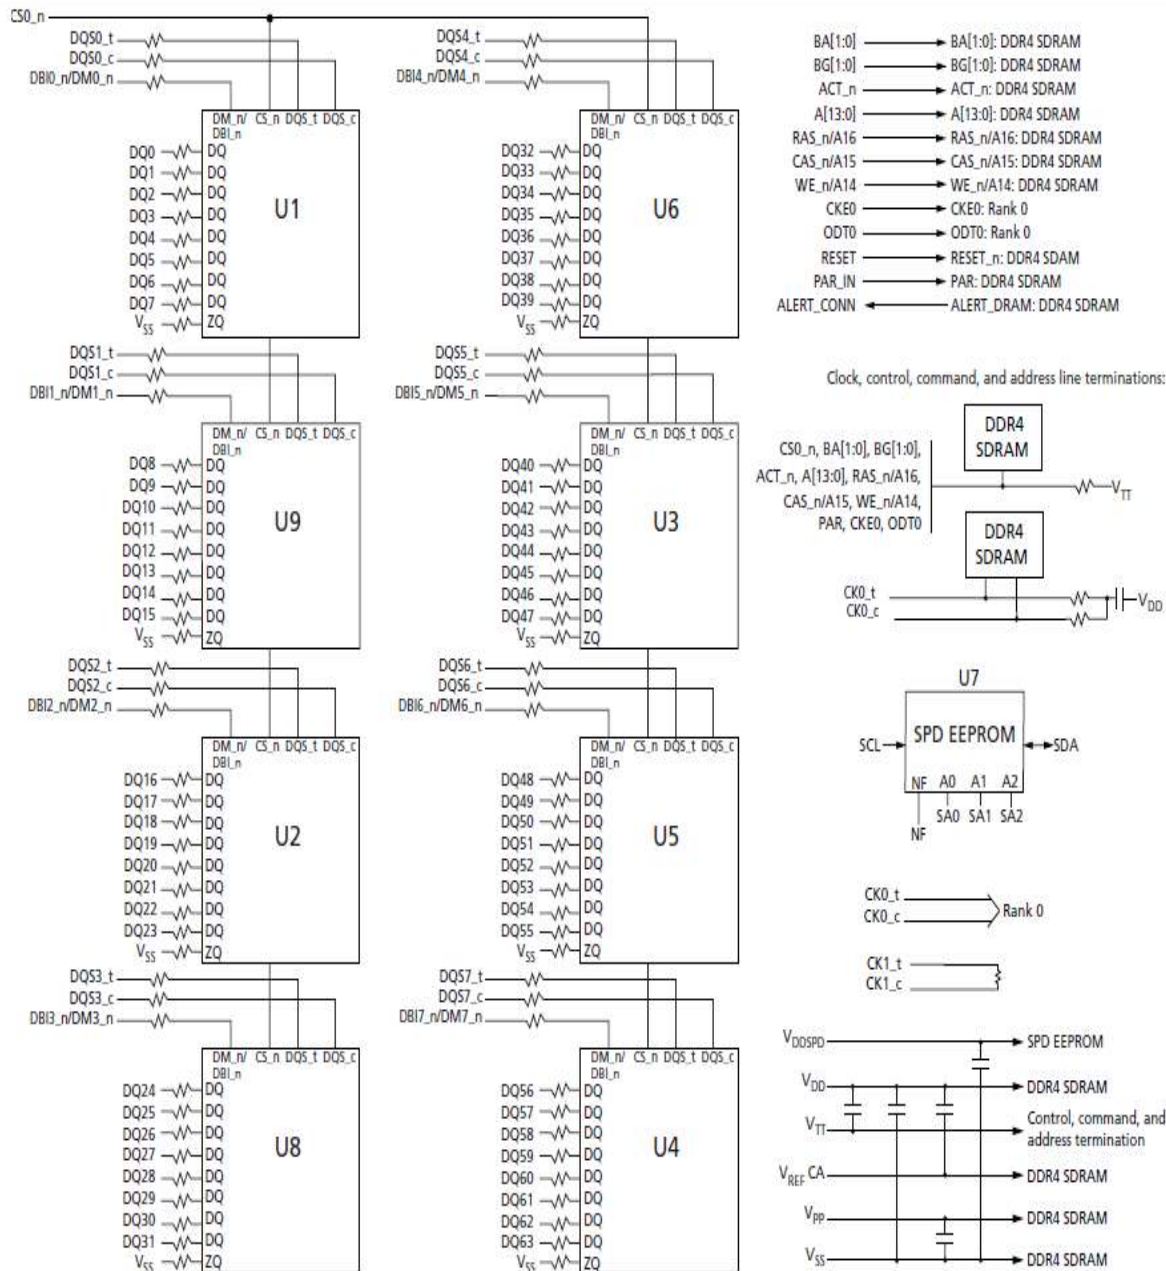 CS0_n
DQS0_t
DQS0_c
DBI0_n/DM0_n
DM_n/ CS_n DQS_t DQS_c
DBI_n
DQ0 DQ
DQ1 DQ
DQ2 DQ
DQ3 DQ
DQ4 DQ
DQ5 DQ
DQ6 DQ
DQ7 DQ
VSS ZQ
U1
DQS1_t
DQS1_c
DBI1_n/DM1_n
DM_n/ CS_n DQS_t DQS_c
DBI_n
DQ8 DQ
DQ9 DQ
DQ10 DQ
DQ11 DQ
DQ12 DQ
DQ13 DQ
DQ14 DQ
DQ15 DQ
VSS ZQ
U9
DQS2_t
DQS2_c
DBI2_n/DM2_n
DM_n/ CS_n DQS_t DQS_c
DBI_n
DQ16 DQ
DQ17 DQ
DQ18 DQ
DQ19 DQ
DQ20 DQ
DQ21 DQ
DQ22 DQ
DQ23 DQ
VSS ZQ
U2
DQS3_t
DQS3_c
DBI3_n/DM3_n
DM_n/ CS_n DQS_t DQS_c
DBI_n
DQ24 DQ
DQ25 DQ
DQ26 DQ
DQ27 DQ
DQ28 DQ
DQ29 DQ
DQ30 DQ
DQ31 DQ
VSS ZQ
U8
DQS4_t
DQS4_c
DBI4_n/DM4_n
DM_n/ CS_n DQS_t DQS_c
DBI_n
DQ32 DQ
DQ33 DQ
DQ34 DQ
DQ35 DQ
DQ36 DQ
DQ37 DQ
DQ38 DQ
DQ39 DQ
VSS ZQ
U6
DQS5_t
DQS5_c
DBI5_n/DM5_n
DM_n/ CS_n DQS_t DQS_c
DBI_n
DQ40 DQ
DQ41 DQ
DQ42 DQ
DQ43 DQ
DQ44 DQ
DQ45 DQ
DQ46 DQ
DQ47 DQ
VSS ZQ
U3
DQS6_t
DQS6_c
DBI6_n/DM6_n
DM_n/ CS_n DQS_t DQS_c
DBI_n
DQ48 DQ
DQ49 DQ
DQ50 DQ
DQ51 DQ
DQ52 DQ
DQ53 DQ
DQ54 DQ
DQ55 DQ
VSS ZQ
U5
DQS7_t
DQS7_c
DBI7_n/DM7_n
DM_n/ CS_n DQS_t DQS_c
DBI_n
DQ56 DQ
DQ57 DQ
DQ58 DQ
DQ59 DQ
DQ60 DQ
DQ61 DQ
DQ62 DQ
DQ63 DQ
VSS ZQ
U4
BA[1:0] BA[1:0]: DDR4 SDRAM
BG[1:0] BG[1:0]: DDR4 SDRAM
ACT_n ACT_n: DDR4 SDRAM
A[13:0] A[13:0]: DDR4 SDRAM
RAS_n/A16 RAS_n/A16: DDR4 SDRAM
CAS_n/A15 CAS_n/A15: DDR4 SDRAM
WE_n/A14 WE_n/A14: DDR4 SDRAM
CKE0 CKE0: Rank 0
ODT0 ODT0: Rank 0
RESET RESET_n: DDR4 SDAM
PAR_IN PAR: DDR4 SDRAM
ALERT_CONN ALERT_DRAM: DDR4 SDRAM
Clock, control, command, and address line terminations:
DDR4
SDRAM
CS0_n, BA[1:0], BG[1:0],
ACT_n, A[13:0], RAS_n/A16,
CAS_n/A15, WE_n/A14,
PAR, CKE0, ODT0
VTT
DDR4
SDRAM
CK0_t
CK0_c
VDD
U7
SPD EEPROM
SCL SDA
NF A0 A1 A2
SA0 SA1 SA2
NF
CK0_t
CK0_c
Rank 0
CK1_t
CK1_c
VDDSPD SPD EEPROM
VDD DDR4 SDRAM
VTT Control, command, and
address termination
VREF CA DDR4 SDRAM
VPP DDR4 SDRAM
VSS DDR4 SDRAM